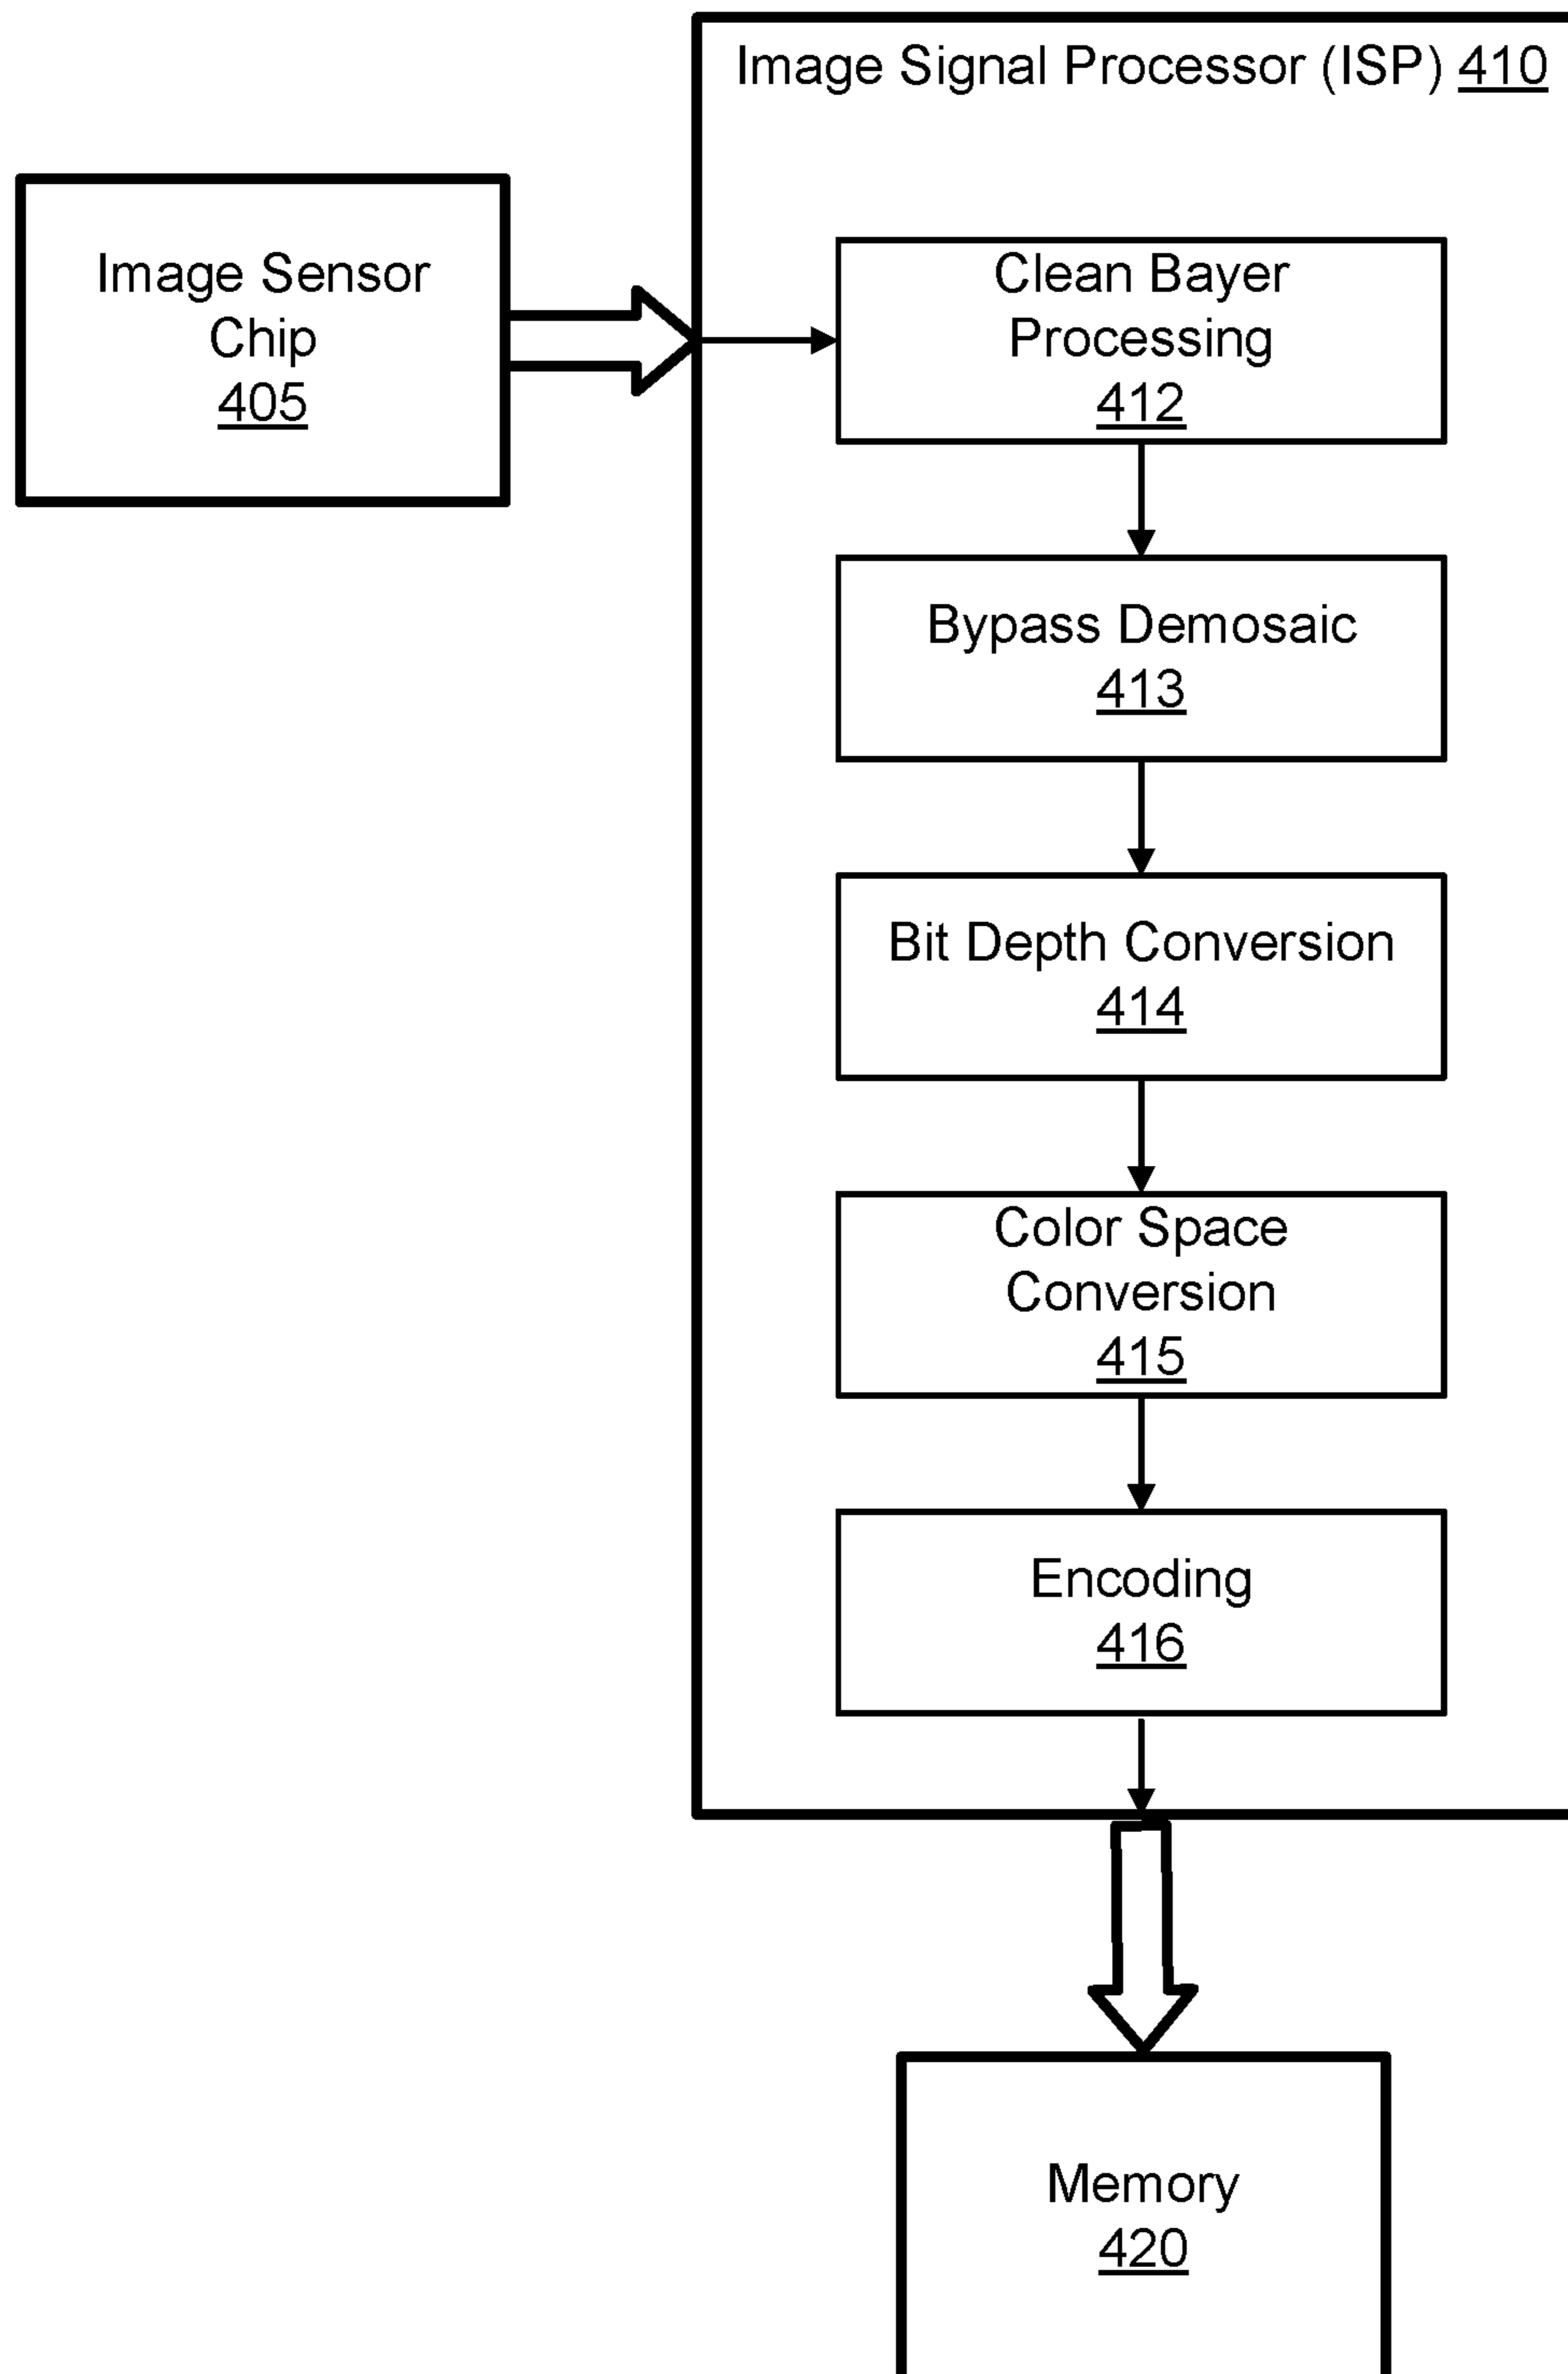 Image Signal Processor (ISP) 410
Image Sensor
Chip
405
Clean Bayer
Processing
412
Bypass Demosaic
413
Bit Depth Conversion
414
Color Space
Conversion
415
Encoding
416
Memory
420